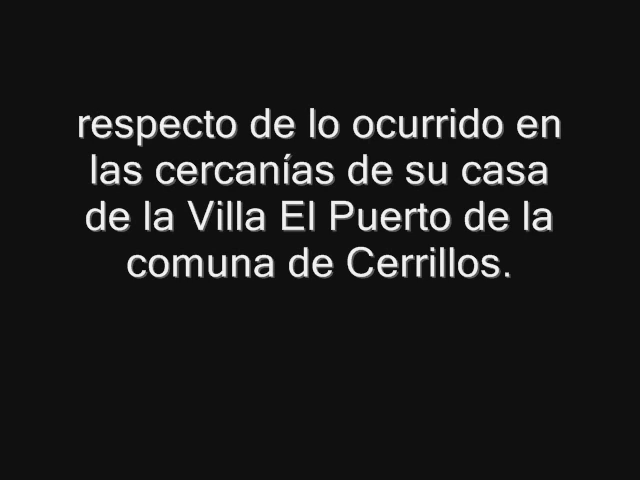 respecto de lo ocurrido en
las cercanías de su casa
de la Villa El Puerto de la
comuna de Cerrillos.